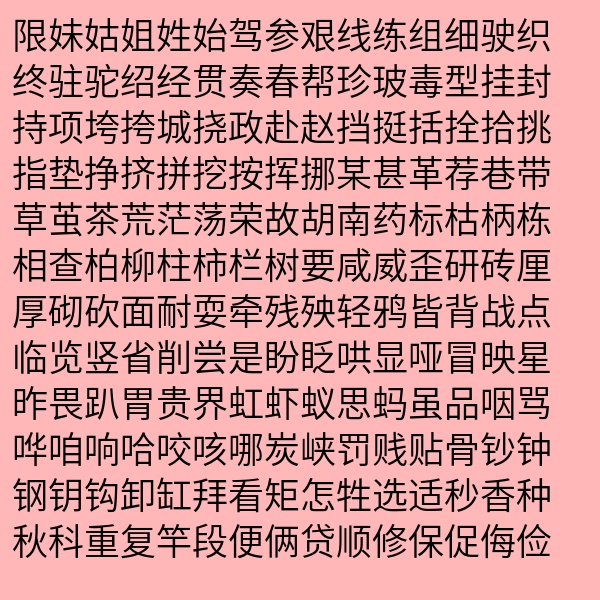 限妹姑姐姓始驾参艰线练组细驶织
终驻驼绍经贯奏春帮珍玻毒型挂封
持项垮挎城挠政赴赵挡挺括拴拾挑
指垫挣挤拼挖按挥挪某甚革荐巷带
草茧茶荒茫荡荣故胡南药标枯柄栋
相查柏柳柱柿栏树要咸威歪研砖厘
厚砌砍面耐耍牵残殃轻鸦皆背战点
临览竖省削尝是盼眨哄显哑冒映星
昨畏趴胃贵界虹虾蚁思蚂虽品咽骂
哗咱响哈咬咳哪炭峡罚贱贴骨钞钟
钢钥钩卸缸拜看矩怎牲选适秒香种
秋科重复竿段便俩贷顺修保促侮俭